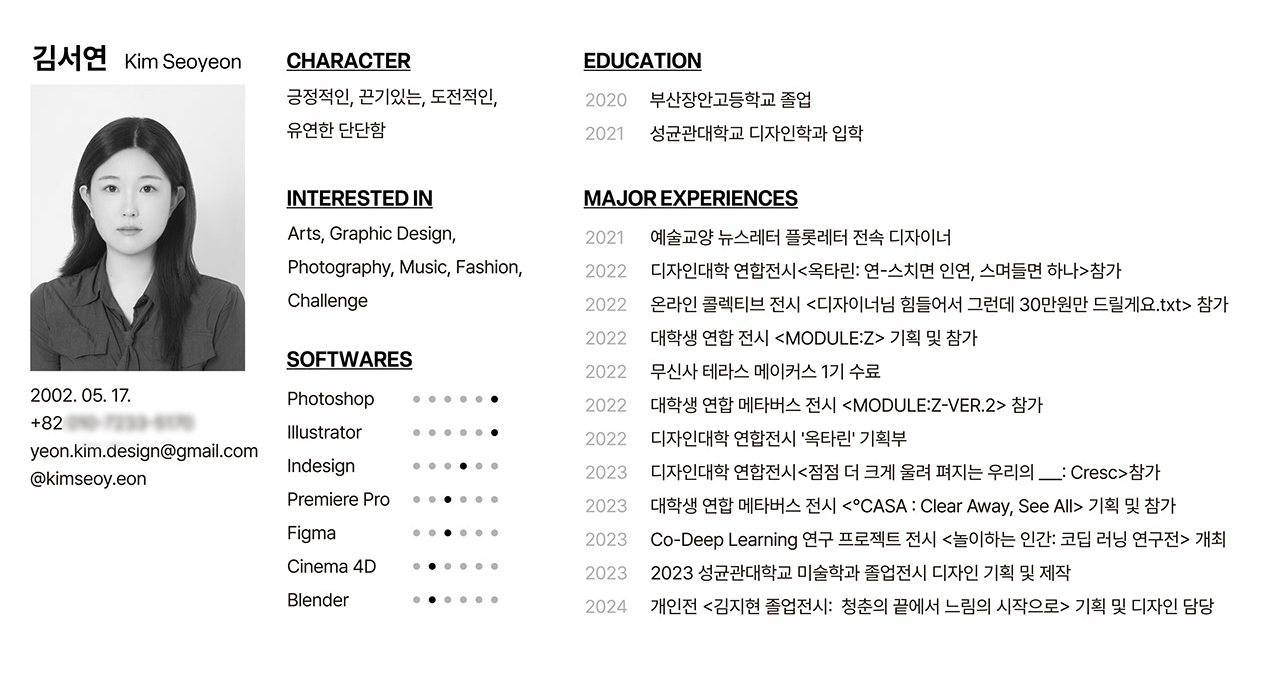 김서연 Kim Seoyeon
2002. 05. 17.
+82
yeon.kim.design@gmail.com
@kimseoy.eon
CHARACTER
긍정적인, 끈기있는, 도전적인,
유연한 단단함
INTERESTED IN
Arts, Graphic Design,
Photography, Music, Fashion,
Challenge
SOFTWARES
Photoshop
Illustrator
Indesign
Premiere Pro
Figma
Cinema 4D
Blender
EDUCATION
2020 부산장안고등학교 졸업
2021 성균관대학교 디자인학과 입학
MAJOR EXPERIENCES
2021 예술교양 뉴스레터 플롯레터 전속 디자이너
2022 디자인대학 연합전시<옥타린: 연-스치면 인연, 스며들면 하나>참가
2022 온라인 콜렉티브 전시 <디자이너님 힘들어서 그런데 30만원만 드릴게요.txt> 참가
2022 대학생 연합 전시 <MODULE:Z> 기획 및 참가
2022 무신사 테라스 메이커스 1기 수료
2022 대학생 연합 메타버스 전시 <MODULE:Z-VER.2> 참가
2022 디자인대학 연합전시 '옥타린' 기획부
2023 디자인대학 연합전시<점점 더 크게 울려 펴지는 우리의 __: Cresc>참가
2023 대학생 연합 메타버스 전시 <°CASA : Clear Away, See All> 기획 및 참가
2023 Co-Deep Learning 연구 프로젝트 전시 <놀이하는 인간: 코딥 러닝 연구전> 개최
2023 2023 성균관대학교 미술학과 졸업전시 디자인 기획 및 제작
2024 개인전 <김지현 졸업전시: 청춘의 끝에서 느림의 시작으로> 기획 및 디자인 담당